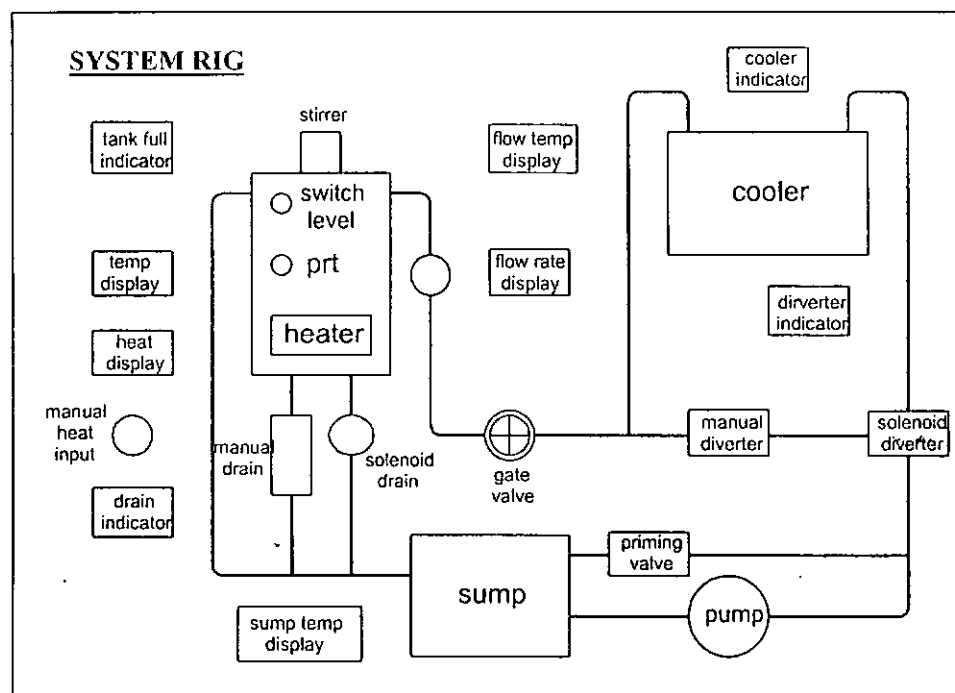 SYSTEM RIG
cooler
indicator
stirrer
tank full
indicator
flow temp
display
switch
level
cooler
prt
temp
display
flow rate
display
dirverter
indicator
heater
heat
display
manual
heat
input
manual
drain
solenoid
drain
gate
valve
manual
diverter
solenoid
diverter
drain
indicator
priming
valve
sump
pump
sump temp
display